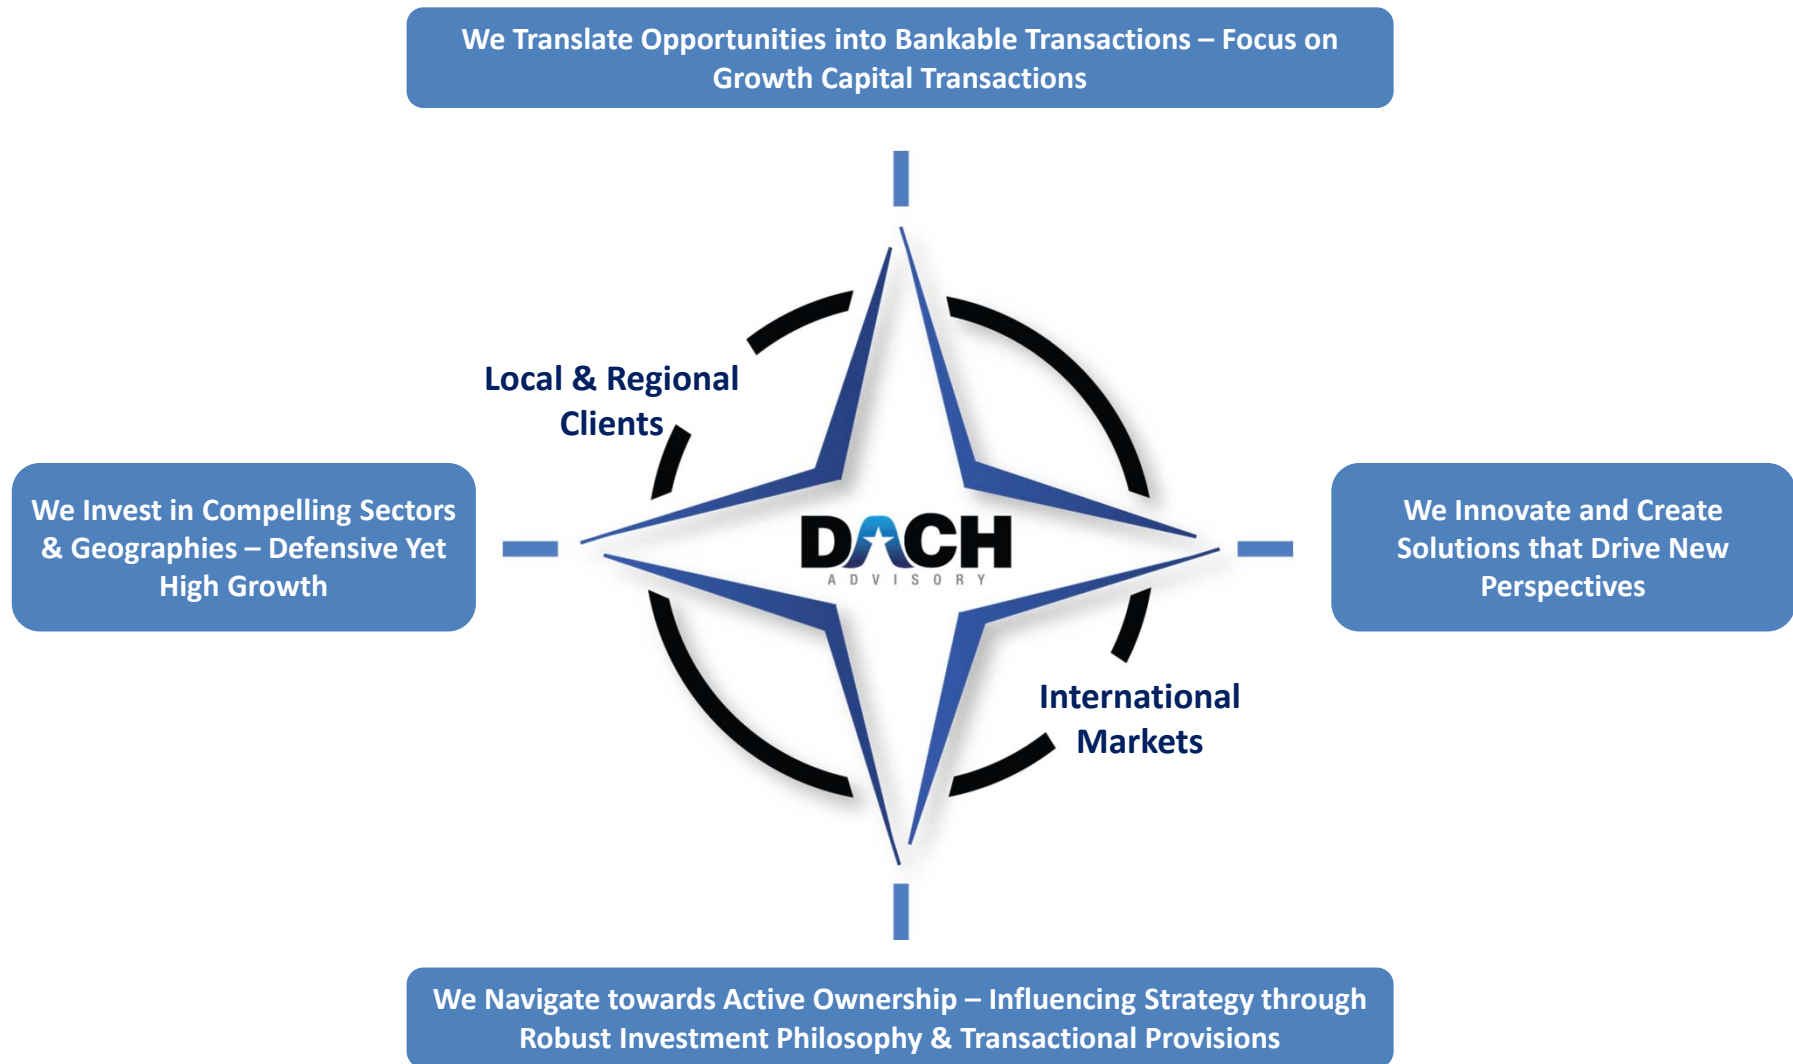 We Translate Opportunities into Bankable Transactions – Focus on
Growth Capital Transactions
Local & Regional
Clients
We Invest in Compelling Sectors
& Geographies – Defensive Yet
High Growth
DACH
ADVISORY
We Innovate and Create
Solutions that Drive New
Perspectives
International
Markets
We Navigate towards Active Ownership – Influencing Strategy through
Robust Investment Philosophy & Transactional Provisions